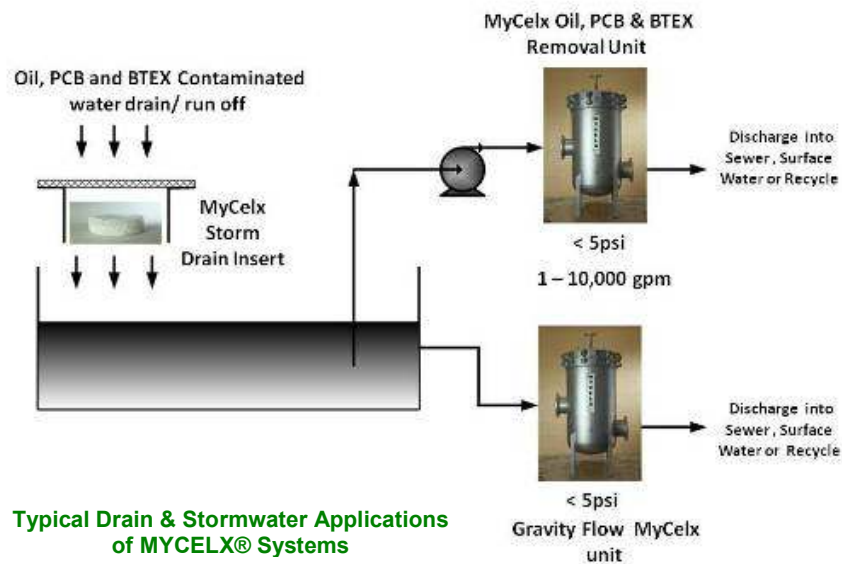 MyCelx Oil, PCB & BTEX
Removal Unit
Oil, PCB and BTEX Contaminated
water drain/ run off
MyCelx
Storm
Drain Insert
Discharge into
Sewer, Surface
Water or Recycle
< 5psi
1 – 10,000 gpm
Discharge into
Sewer, Surface
Water or Recycle
< 5psi
Gravity Flow MyCelx
unit
Typical Drain & Stormwater Applications
of MYCELX® Systems